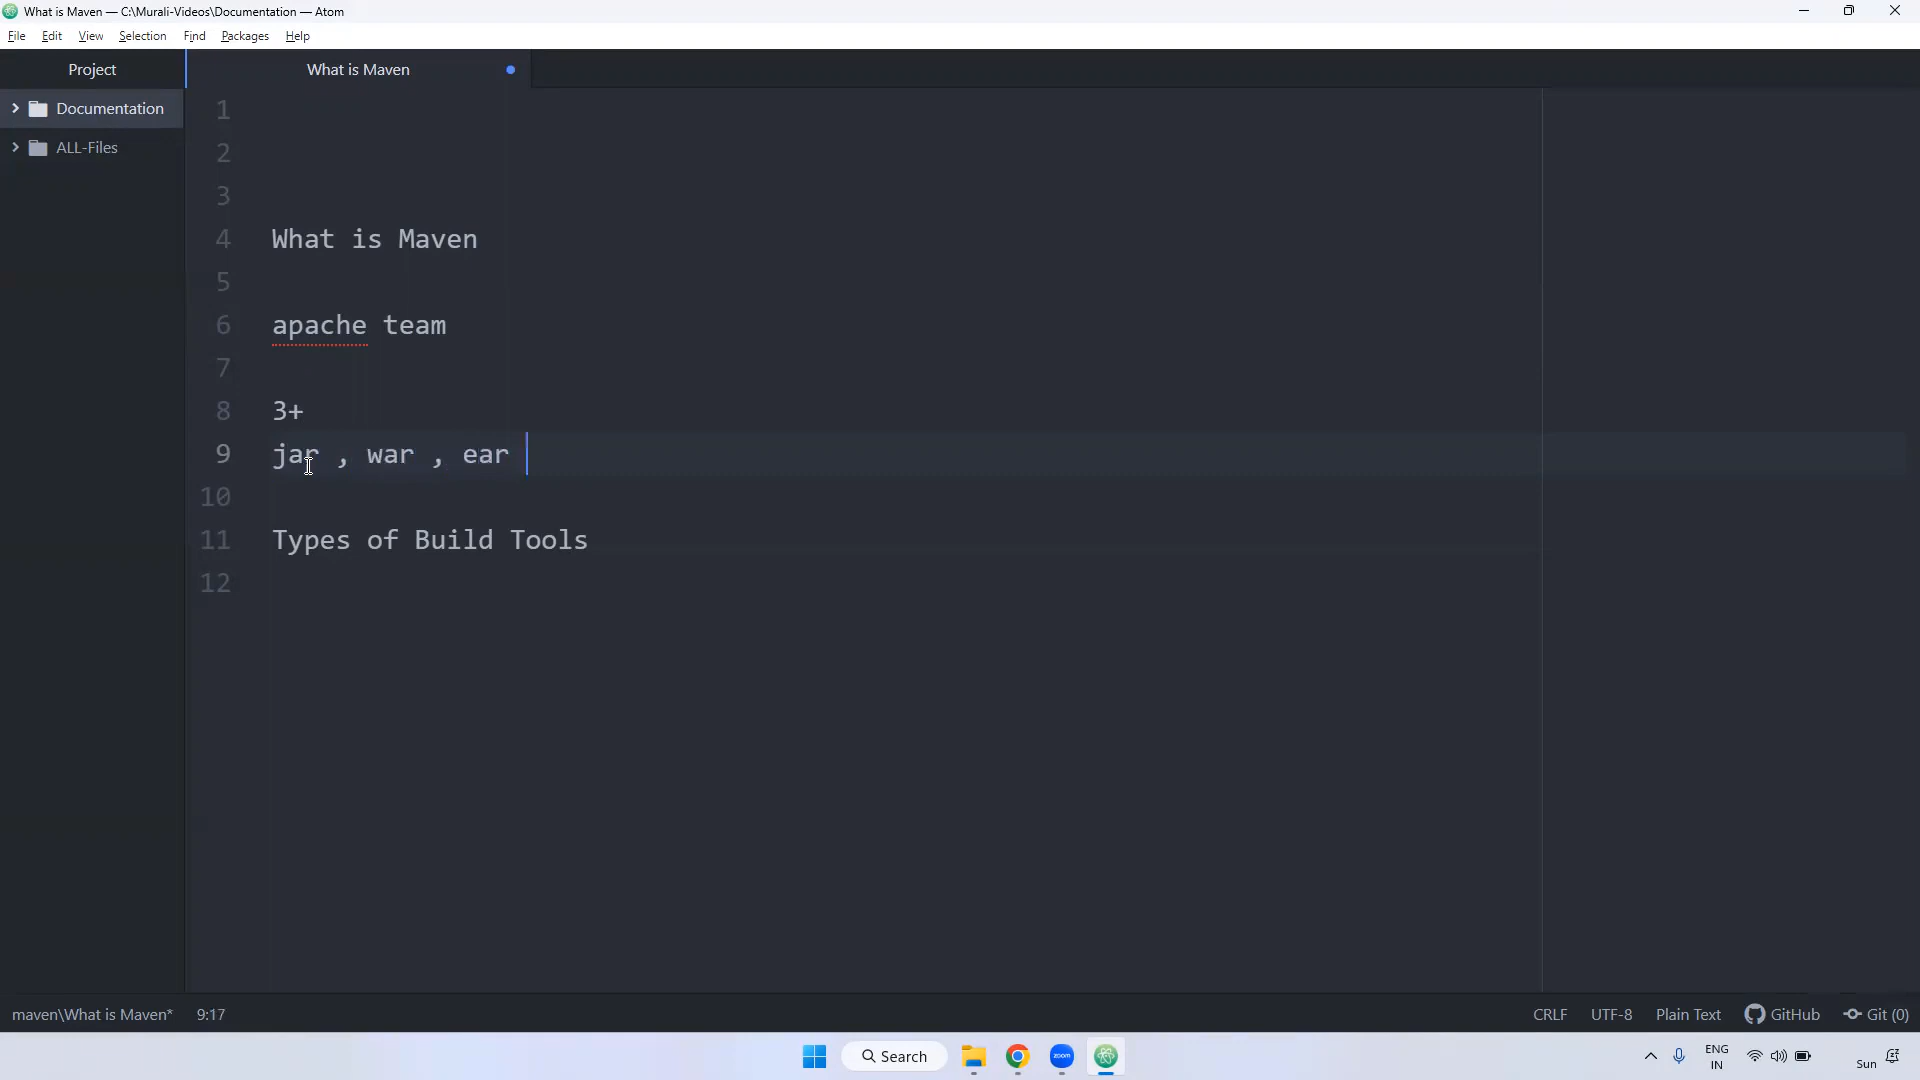 What is Maven — C:\Murali-Videos\Documentation — Atom
File Edit View Selection Find Packages Help
Project
What is Maven
Documentation
ALL-Files
1
2
3
4 What is Maven
5
6 apache team
7
8 3+
9 jar , war , ear
10
11 Types of Build Tools
12
maven\What is Maven* 9:17 CRLF UTF-8 Plain Text GitHub Git (0)
Search
zoom
ENG
IN
Sun